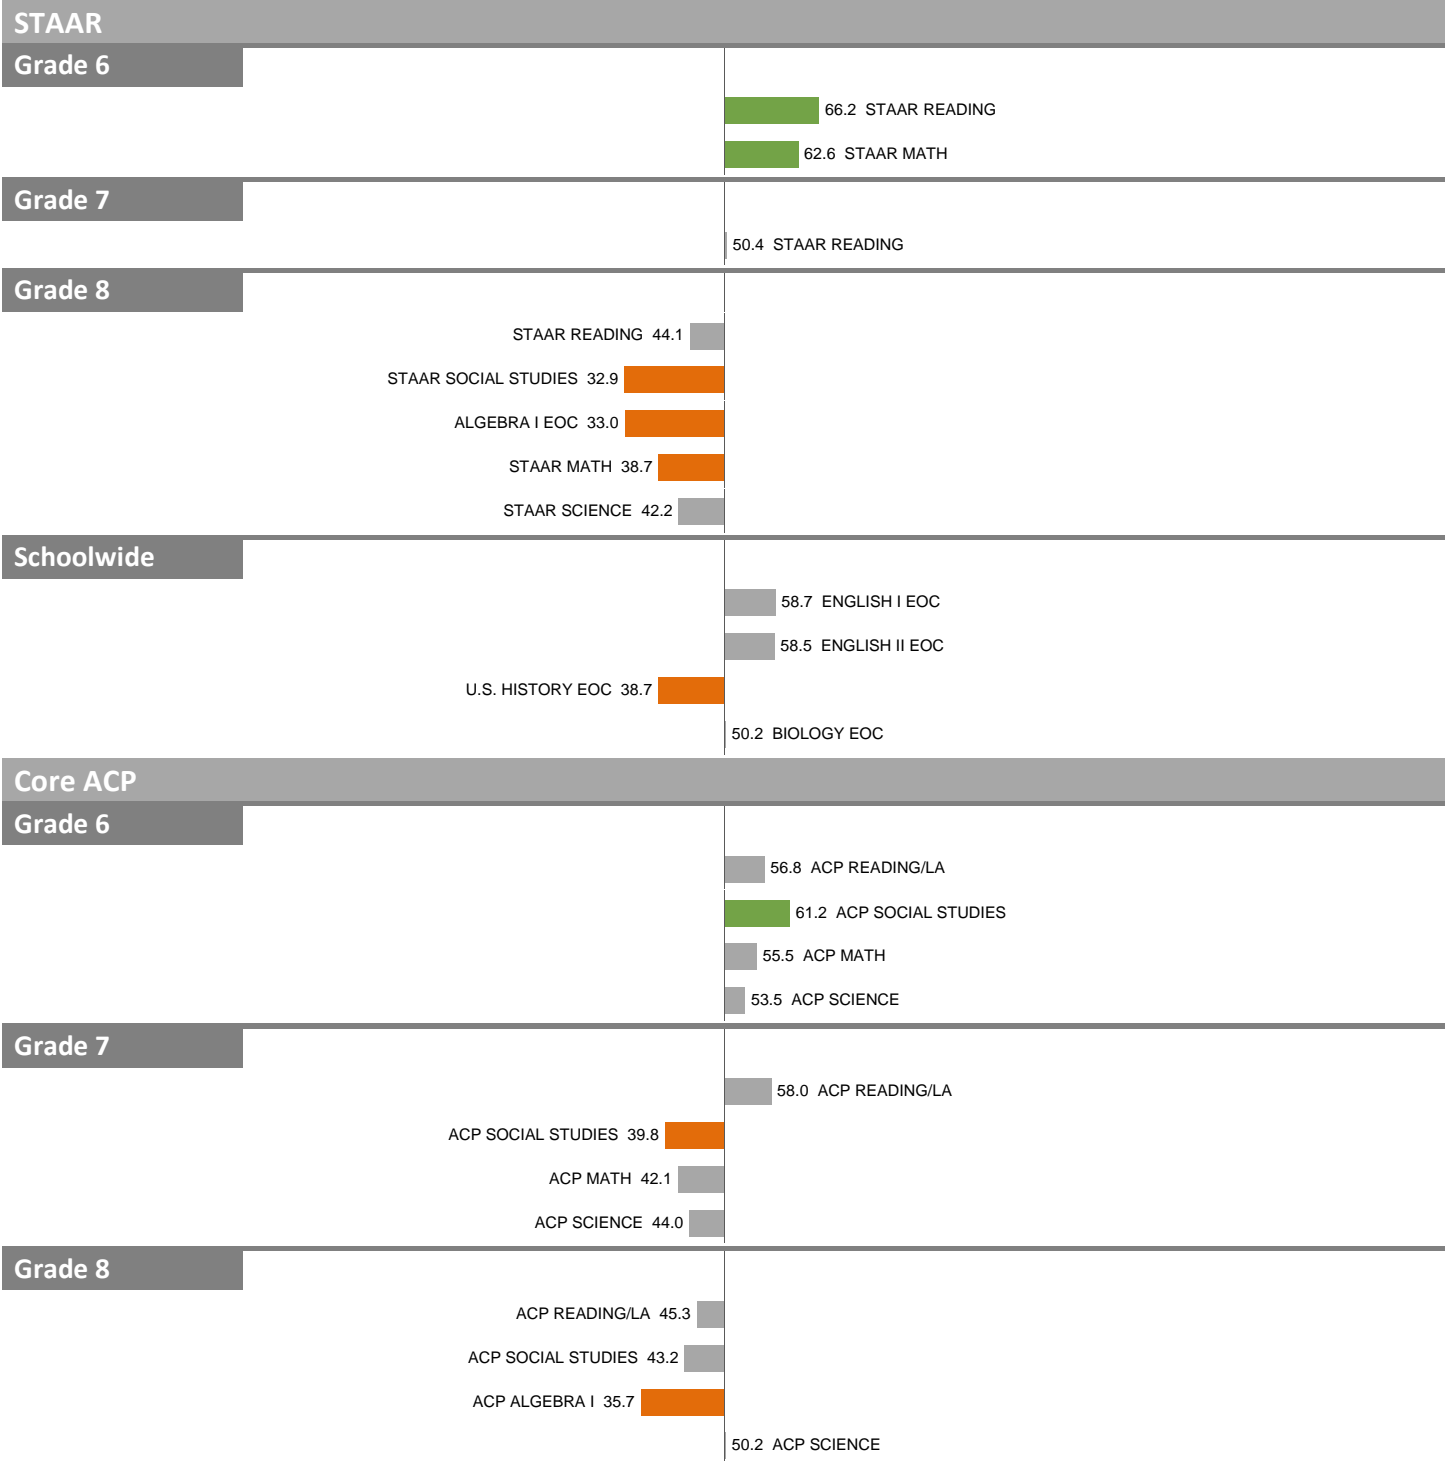 STAAR
Grade 6
66.2 STAAR READING
62.6 STAAR MATH
Grade 7
50.4 STAAR READING
Grade 8
STAAR READING 44.1
STAAR SOCIAL STUDIES 32.9
ALGEBRA I EOC 33.0
STAAR MATH 38.7
STAAR SCIENCE 42.2
Schoolwide
58.7 ENGLISH I EOC
58.5 ENGLISH II EOC
U.S. HISTORY EOC 38.7
50.2 BIOLOGY EOC
Core ACP
Grade 6
56.8 ACP READING/LA
61.2 ACP SOCIAL STUDIES
55.5 ACP MATH
53.5 ACP SCIENCE
Grade 7
58.0 ACP READING/LA
ACP SOCIAL STUDIES 39.8
ACP MATH 42.1
ACP SCIENCE 44.0
Grade 8
ACP READING/LA 45.3
ACP SOCIAL STUDIES 43.2
ACP ALGEBRA I 35.7
50.2 ACP SCIENCE